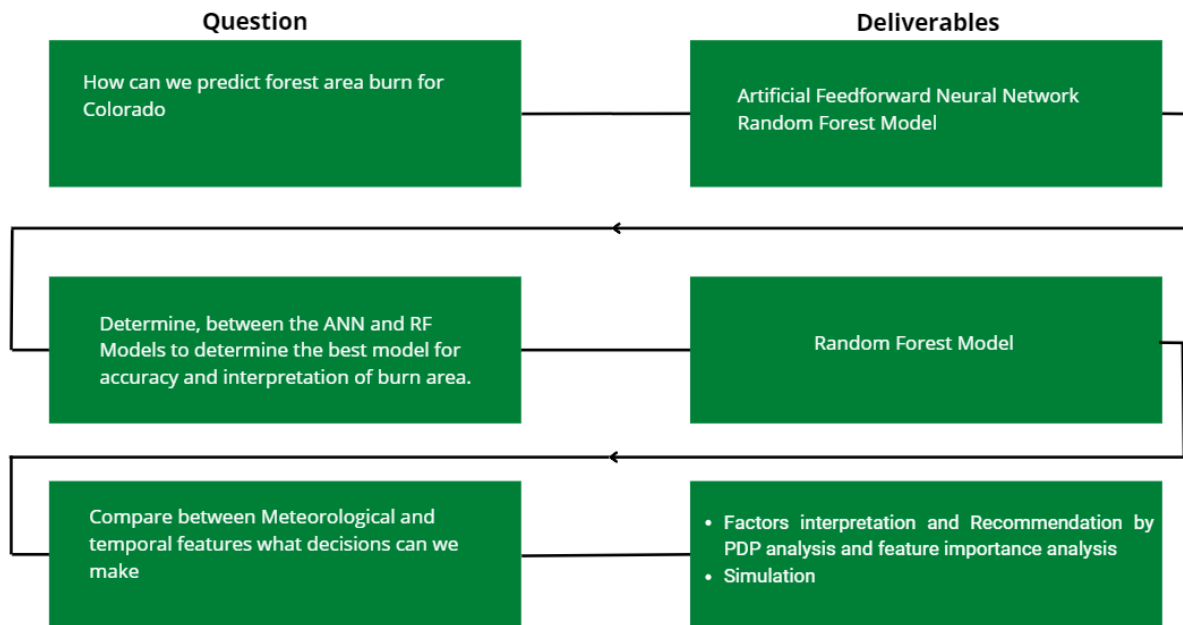 Question
Deliverables
How can we predict forest area burn for
Colorado
Artificial Feedforward Neural Network
Random Forest Model
Determine, between the ANN and RF
Models to determine the best model for
accuracy and interpretation of burn area.
Random Forest Model
Compare between Meteorological and
temporal features what decisions can we
make
• Factors interpretation and Recommendation by
PDP analysis and feature importance analysis
• Simulation